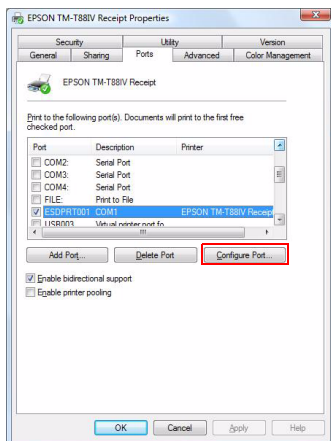 EPSON TM-T88IV Receipt Properties
Security Utility Version
General Sharing Ports Advanced Color Management
EPSON TM-T88IV Receipt
Print to the following port(s). Documents will print to the first free
checked port.
Port Description Printer
COM2: Serial Port
COM3: Serial Port
COM4: Serial Port
FILE: Print to File
ESDPRT001 COM1 EPSON TM-T88IV Receipt
USB003 Virtual printer port fo
Add Port... Delete Port Configure Port...
Enable bidirectional support
Enable printer pooling
OK Cancel Apply Help